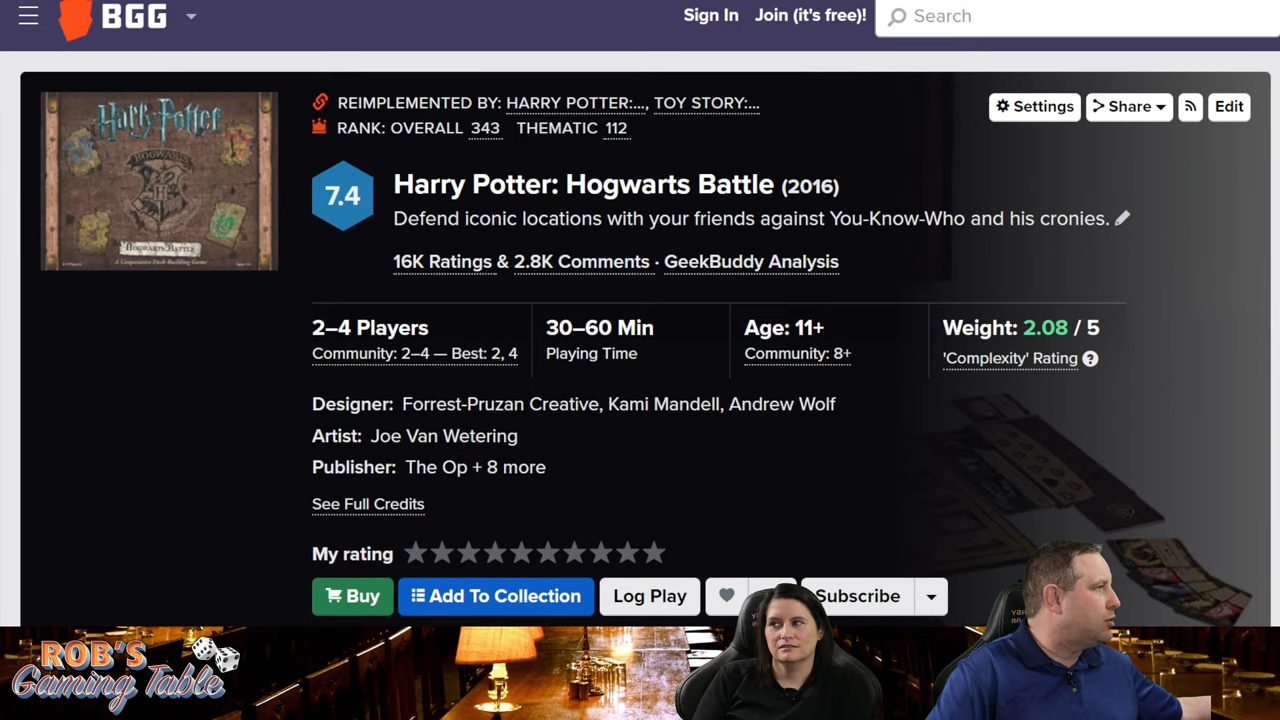 BGG
Sign In
Join (it's free!)
Search
Harry Potter
HOGWARTS
HOGWARTS BATTLE
A Cooperative Deck-Building Game
REIMPLEMENTED BY: HARRY POTTER:..., TOY STORY:...
RANK: OVERALL 343 THEMATIC 112
Settings
Share
Edit
7.4
Harry Potter: Hogwarts Battle (2016)
Defend iconic locations with your friends against You-Know-Who and his cronies.
16K Ratings & 2.8K Comments · GeekBuddy Analysis
2–4 Players
Community: 2–4 — Best: 2, 4
30–60 Min
Playing Time
Age: 11+
Community: 8+
Weight: 2.08 / 5
'Complexity' Rating ?
Designer: Forrest-Pruzan Creative, Kami Mandell, Andrew Wolf
Artist: Joe Van Wetering
Publisher: The Op + 8 more
See Full Credits
My rating
Buy
Add To Collection
Log Play
Subscribe
ROB'S
Gaming Table